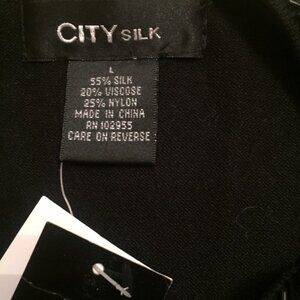 CITY SILK
L
55% SILK
20% VISCOSE
25% NYLON
MADE IN CHINA
RN 102955
CARE ON REVERSE